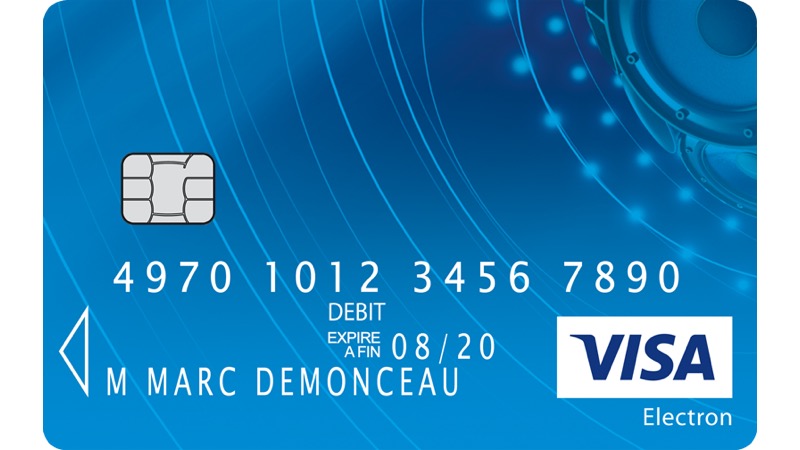 4970 1012 3456 7890
DEBIT
EXPIRE
A FIN 08/20
M MARC DEMONCEAU
VISA
Electron